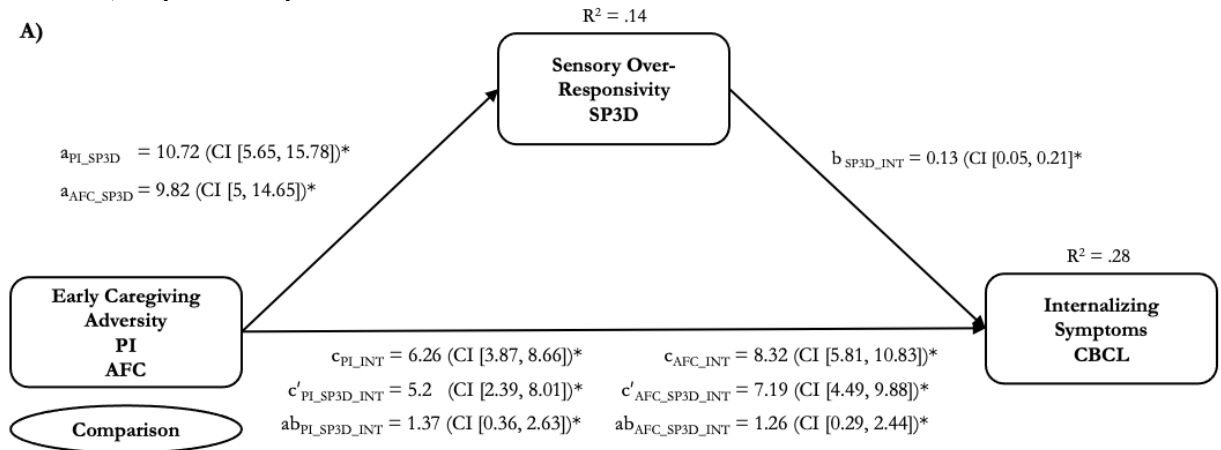 A)
R² = .14
Sensory Over-
Responsivity
SP3D
a_PI_SP3D = 10.72 (CI [5.65, 15.78])*
a_AFC_SP3D = 9.82 (CI [5, 14.65])*
b_SP3D_INT = 0.13 (CI [0.05, 0.21]*
R² = .28
Early Caregiving
Adversity
PI
AFC
Internalizing
Symptoms
CBCL
c_PI_INT = 6.26 (CI [3.87, 8.66])*
c'_PI_SP3D_INT = 5.2 (CI [2.39, 8.01])*
ab_PI_SP3D_INT = 1.37 (CI [0.36, 2.63])*
c_AFC_INT = 8.32 (CI [5.81, 10.83])*
c'_AFC_SP3D_INT = 7.19 (CI [4.49, 9.88])*
ab_AFC_SP3D_INT = 1.26 (CI [0.29, 2.44])*
Comparison